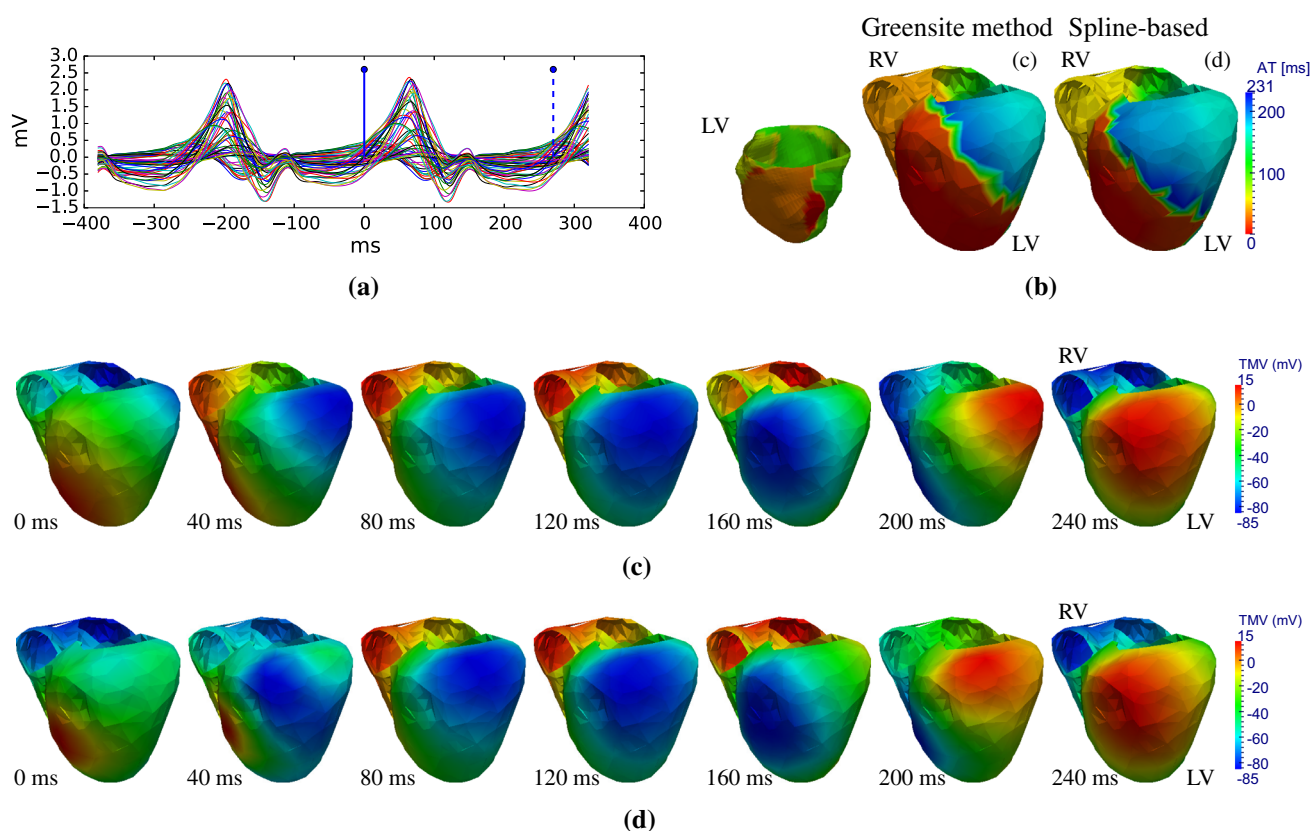 3.0
2.5
2.0
1.5
1.0
0.5
0.0
−0.5
−1.0
−1.5
mV
−400 −300 −200 −100 0 100 200 300 400
ms
(a)
Greensite method Spline-based
RV (c) RV (d)
LV
LV LV
AT [ms]
231
200
100
0
(b)
0 ms 40 ms 80 ms 120 ms 160 ms 200 ms 240 ms
RV
LV
TMV (mV)
15
0
-20
-40
-60
-80
-85
(c)
0 ms 40 ms 80 ms 120 ms 160 ms 200 ms 240 ms
RV
LV
TMV (mV)
15
0
-20
-40
-60
-80
-85
(d)